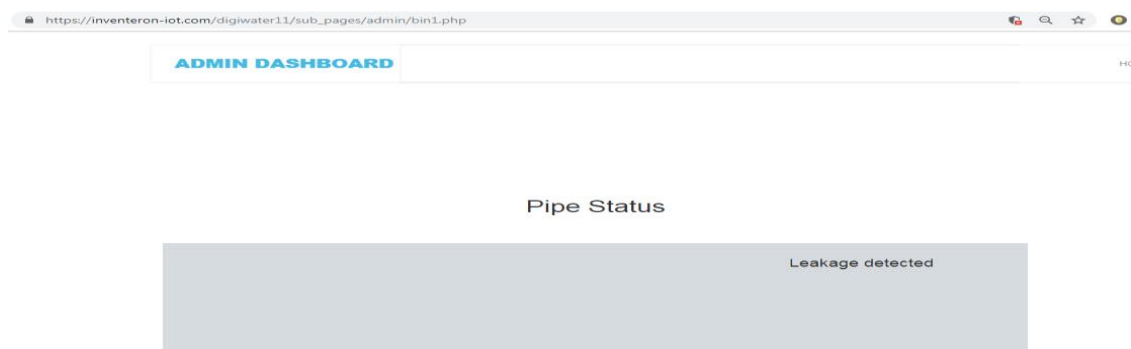 https://inventeron-iot.com/digiwater11/sub_pages/admin/bin1.php
ADMIN DASHBOARD
Pipe Status
Leakage detected